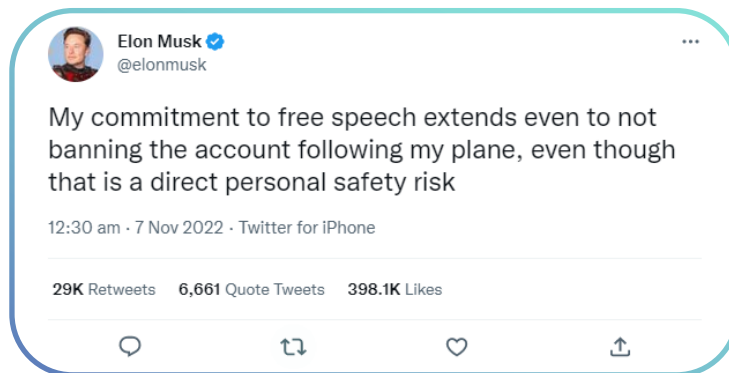 Elon Musk
@elonmusk
My commitment to free speech extends even to not
banning the account following my plane, even though
that is a direct personal safety risk
12:30 am · 7 Nov 2022 · Twitter for iPhone
29K Retweets 6,661 Quote Tweets 398.1K Likes